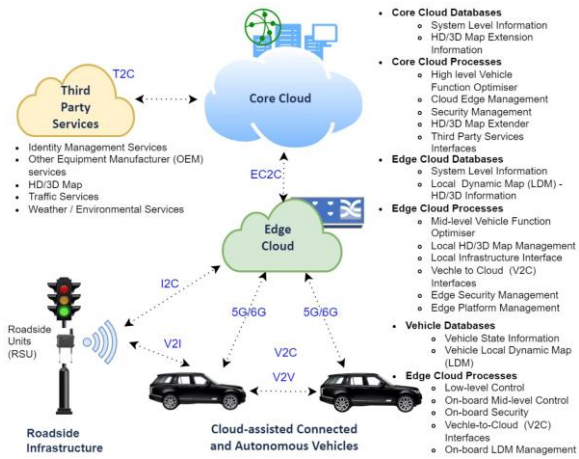 T2C
Third
Party
Services
Core Cloud
• Identity Management Services
• Other Equipment Manufacturer (OEM)
services
• HD/3D Map
• Traffic Services
• Weather / Environmental Services
EC2C
Edge
Cloud
I2C
5G/6G
5G/6G
Roadside
Units
(RSU)
V2I
V2C
V2V
Roadside
Infrastructure
Cloud-assisted Connected
and Autonomous Vehicles
• Core Cloud Databases
o System Level Information
o HD/3D Map Extension
Information
• Core Cloud Processes
o High level Vehicle
Function Optimiser
o Cloud Edge Management
o Security Management
o HD/3D Map Extender
o Third Party Services
Interfaces
• Edge Cloud Databases
o System Level Information
o Local Dynamic Map (LDM) -
HD/3D Information
• Edge Cloud Processes
o Mid-level Vehicle Function
Optimiser
o Local HD/3D Map Management
o Local Infrastructure Interface
o Vechle to Cloud (V2C)
Interfaces
o Edge Security Management
o Edge Platform Management
• Vehicle Databases
o Vehicle State Information
o Vehicle Local Dynamic Map
(LDM)
• Edge Cloud Processes
o Low-level Control
o On-board Mid-level Control
o On-board Security
o Vechle-to-Cloud (V2C)
Interfaces
o On-board LDM Management